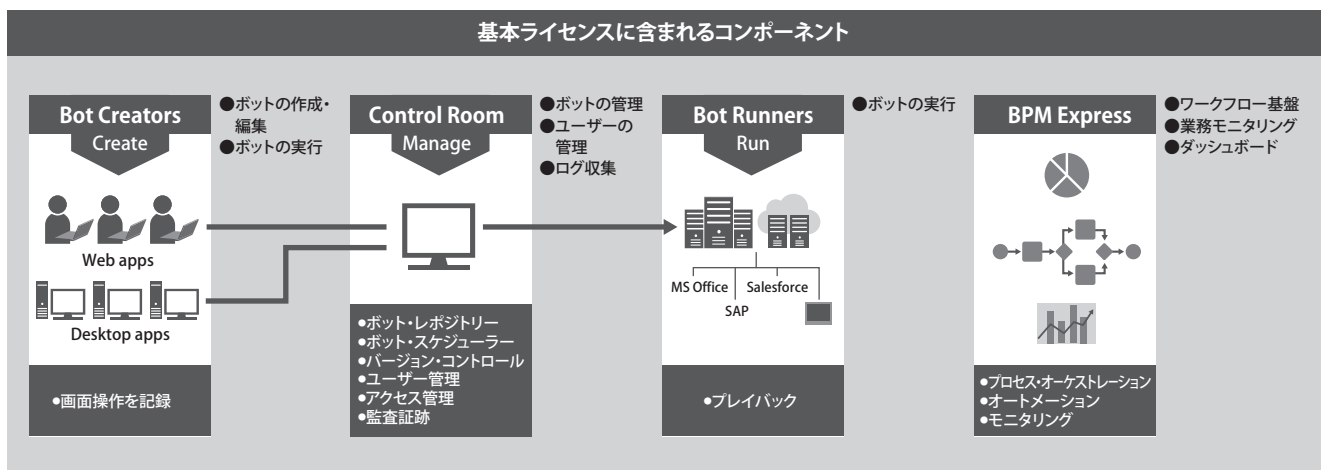 基本ライセンスに含まれるコンポーネント
Bot Creators
Create
●ボットの作成・
編集
●ボットの実行
Web apps
Desktop apps
•画面操作を記録
Control Room
Manage
●ボットの管理
●ユーザーの
管理
●ログ収集
•ボット・レポジトリー
•ボット・スケジューラー
•バージョン・コントロール
•ユーザー管理
•アクセス管理
•監査証跡
Bot Runners
Run
●ボットの実行
MS Office
Salesforce
SAP
•プレイバック
BPM Express
●ワークフロー基盤
●業務モニタリング
●ダッシュボード
•プロセス・オーケストレーション
•オートメーション
•モニタリング